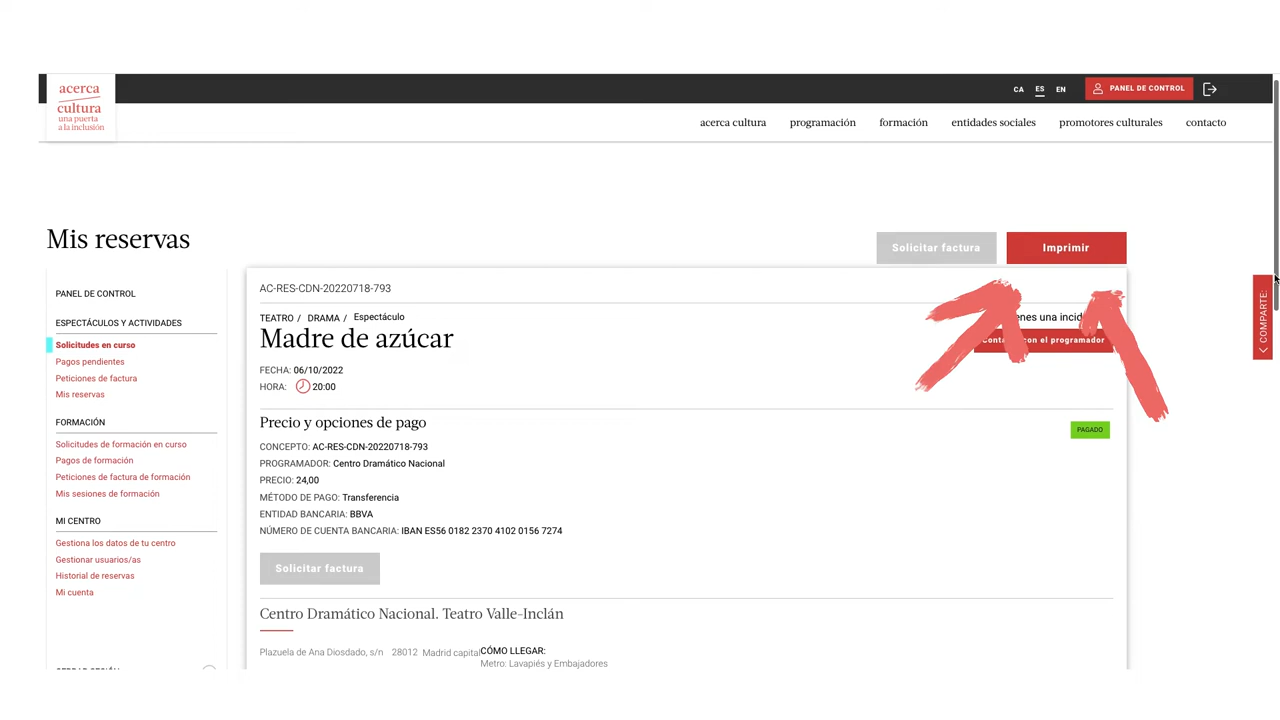 acerca
cultura
una puerta
a la inclusión
CA ES EN PANEL DE CONTROL
acerca cultura programación formación entidades sociales promotores culturales contacto
Mis reservas
Solicitar factura Imprimir
PANEL DE CONTROL
ESPECTÁCULOS Y ACTIVIDADES
Solicitudes en curso
Pagos pendientes
Peticiones de factura
Mis reservas
FORMACIÓN
Solicitudes de formación en curso
Pagos de formación
Peticiones de factura de formación
Mis sesiones de formación
MI CENTRO
Gestiona los datos de tu centro
Gestionar usuarios/as
Historial de reservas
Mi cuenta
AC-RES-CDN-20220718-793
TEATRO / DRAMA / Espectáculo
Madre de azúcar
una
con el programador
FECHA: 06/10/2022
HORA: 20:00
Precio y opciones de pago
PAGADO
CONCEPTO: AC-RES-CDN-20220718-793
PROGRAMADOR: Centro Dramático Nacional
PRECIO: 24,00
MÉTODO DE PAGO: Transferencia
ENTIDAD BANCARIA: BBVA
NÚMERO DE CUENTA BANCARIA: IBAN ES56 0182 2370 4102 0156 7274
Solicitar factura
Centro Dramático Nacional. Teatro Valle-Inclán
Plazuela de Ana Diosdado, s/n 28012 Madrid capital CÓMO LLEGAR:
Metro: Lavapiés y Embajadores
COMPARTE: